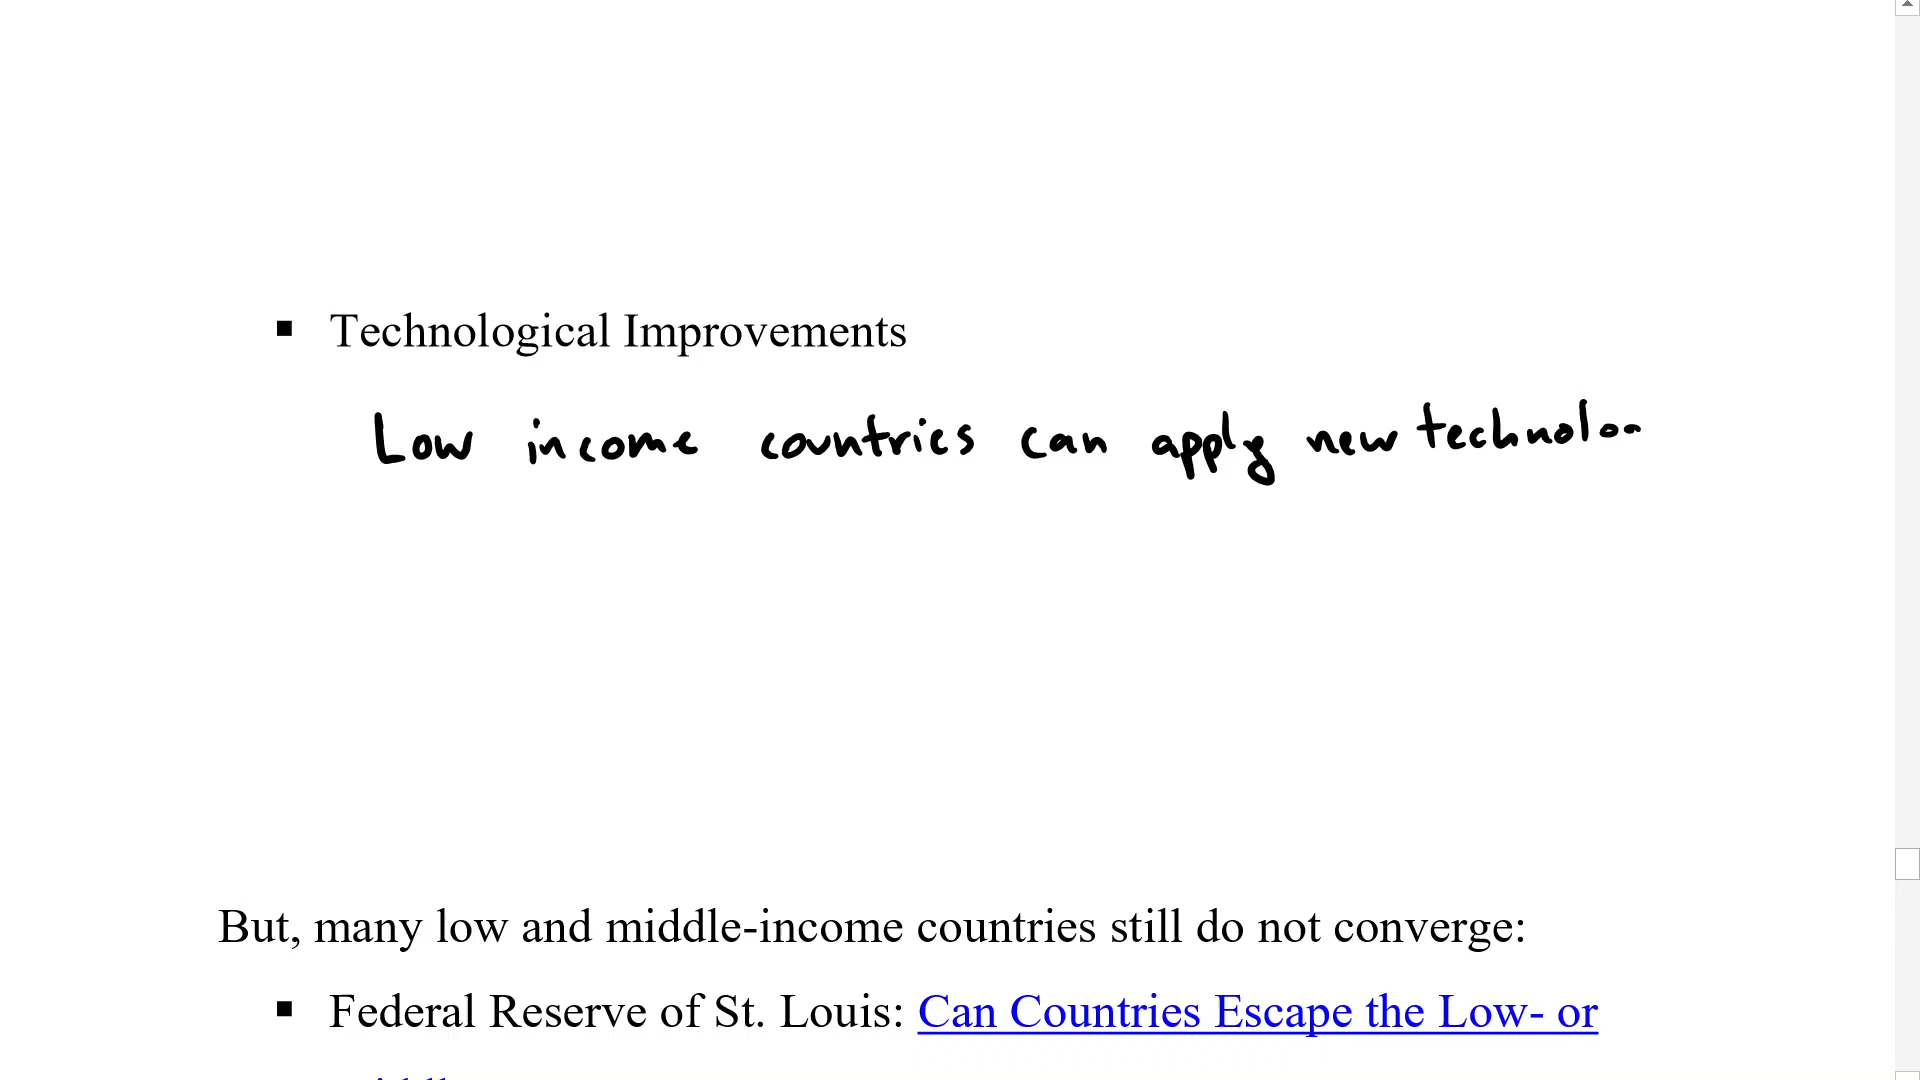 ▪ Technological Improvements
Low income countries can apply new technolo
But, many low and middle-income countries still do not converge:
▪ Federal Reserve of St. Louis: Can Countries Escape the Low- or